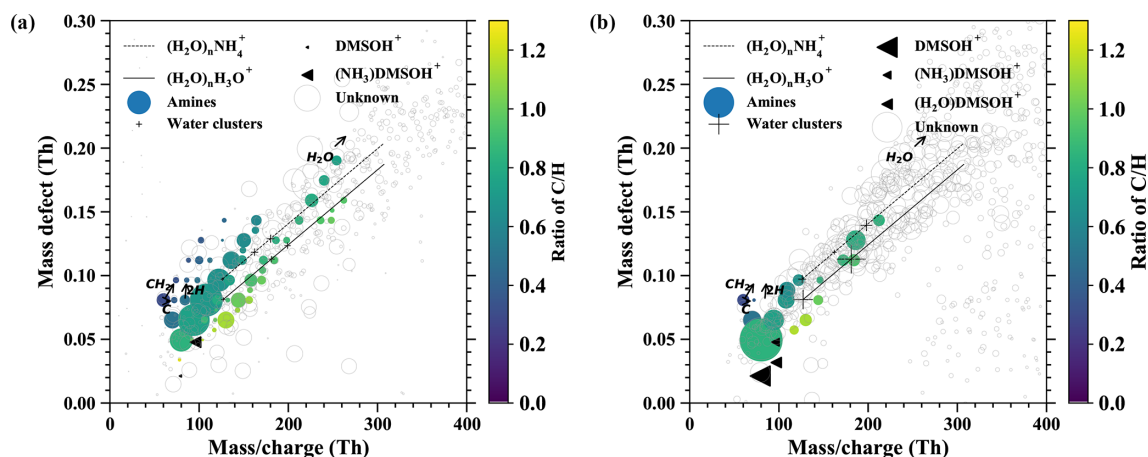 (a)
0.30
0.25
0.20
0.15
0.10
0.05
0.00
Mass defect (Th)
0
100
200
300
400
Mass/charge (Th)
(H₂O)ₙNH₄⁺
(H₂O)ₙH₃O⁺
Amines
Water clusters
DMSOH⁺
(NH₃)DMSOH⁺
Unknown
H₂O
CH₂
C
2H
1.2
1.0
0.8
0.6
0.4
0.2
0.0
Ratio of C/H
(b)
0.30
0.25
0.20
0.15
0.10
0.05
0.00
Mass defect (Th)
0
100
200
300
400
Mass/charge (Th)
(H₂O)ₙNH₄⁺
(H₂O)ₙH₃O⁺
Amines
Water clusters
DMSOH⁺
(NH₃)DMSOH⁺
(H₂O)DMSOH⁺
Unknown
H₂O
CH₂
C
2H
1.2
1.0
0.8
0.6
0.4
0.2
0.0
Ratio of C/H